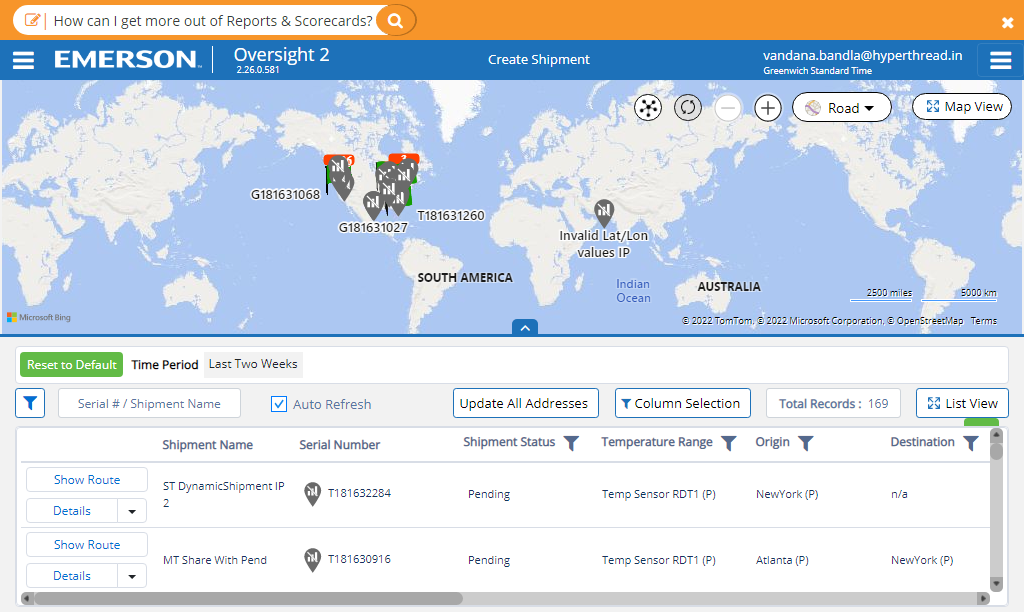 How can I get more out of Reports & Scorecards?
EMERSON
Oversight 2
2.26.0.581
Create Shipment
vandana.bandla@hyperthread.in
Greenwich Standard Time
Road
Map View
G181631068
G181631027
T181631260
Invalid Lat/Lon
values IP
SOUTH AMERICA
Indian
Ocean
AUSTRALIA
2500 miles
5000 km
Microsoft Bing
© 2022 TomTom, © 2022 Microsoft Corporation, © OpenStreetMap Terms
Reset to Default
Time Period
Last Two Weeks
Serial # / Shipment Name
Auto Refresh
Update All Addresses
Column Selection
Total Records : 169
List View
Shipment Name
Serial Number
Shipment Status
Temperature Range
Origin
Destination
Show Route
Details
ST DynamicShipment IP
2
T181632284
Pending
Temp Sensor RDT1 (P)
NewYork (P)
n/a
Show Route
Details
MT Share With Pend
T181630916
Pending
Temp Sensor RDT1 (P)
Atlanta (P)
NewYork (P)